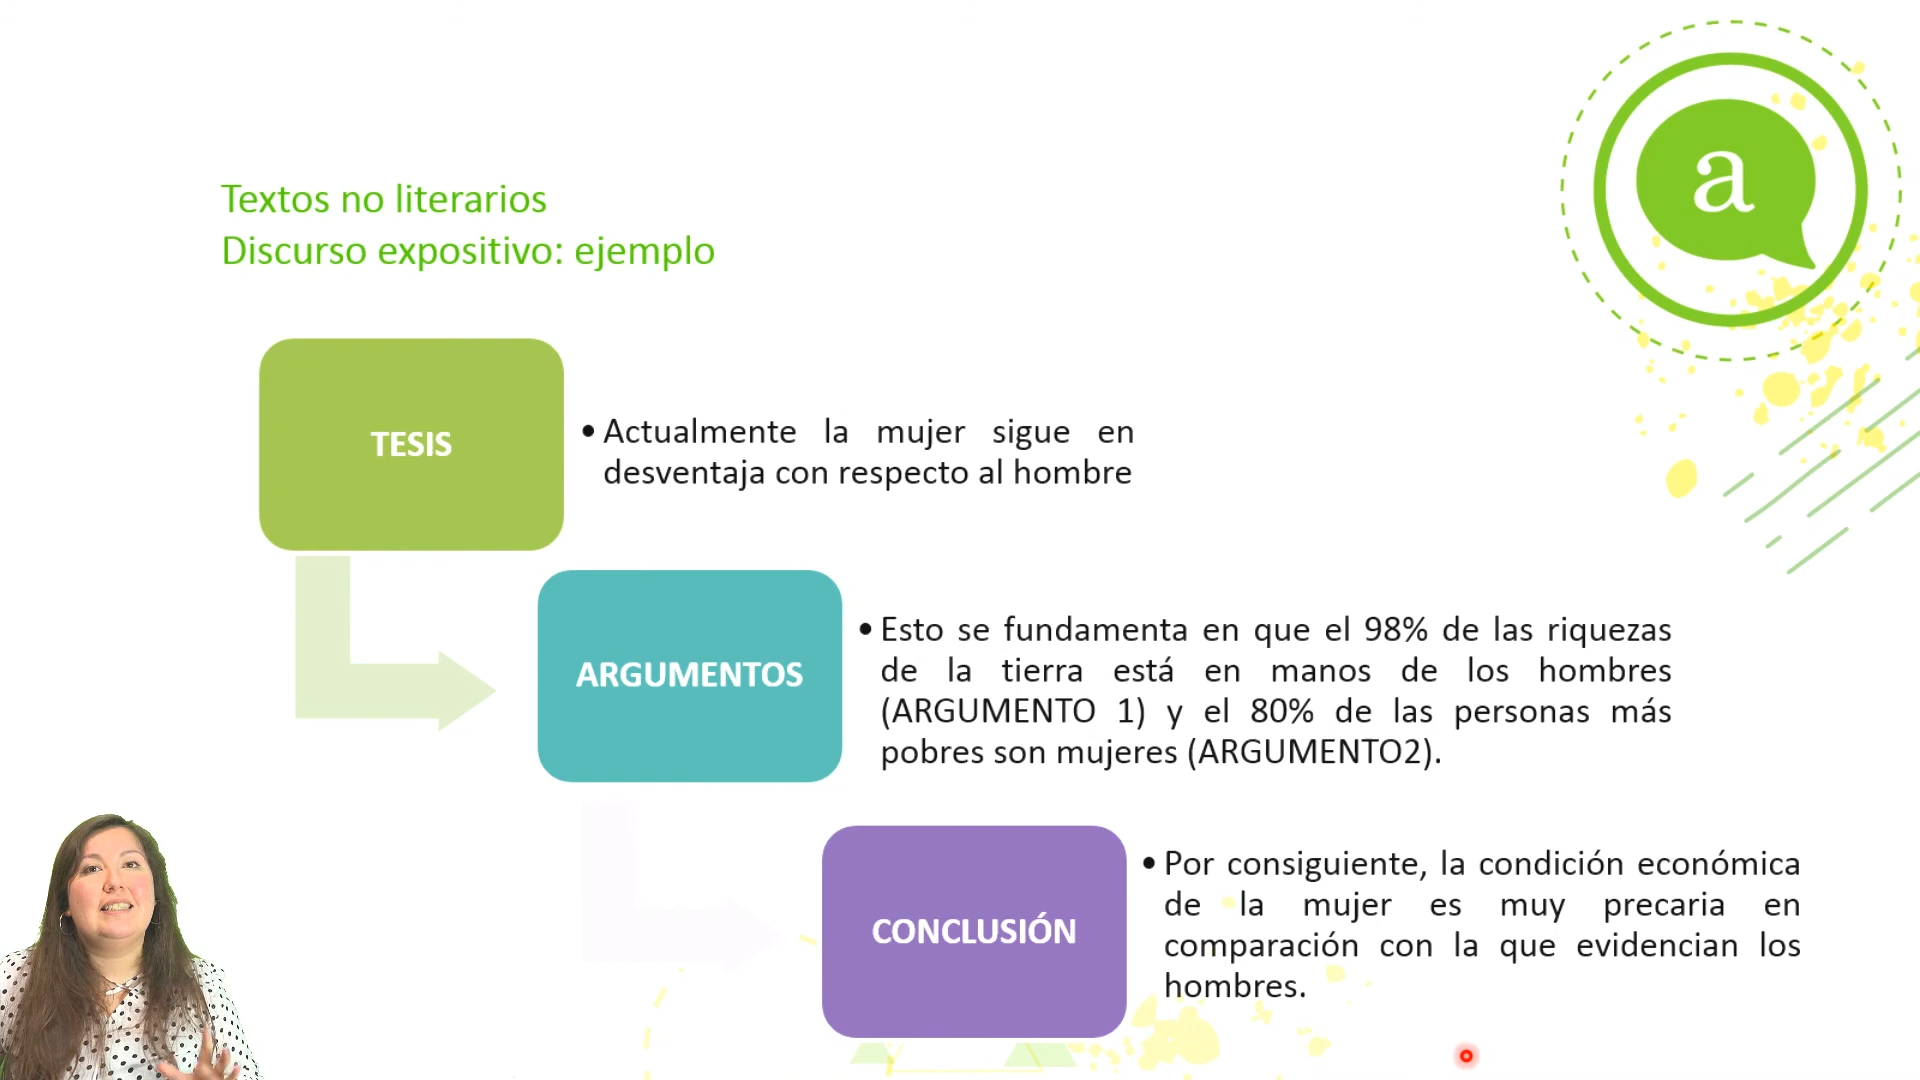 a
Textos no literarios
Discurso expositivo: ejemplo
TESIS
• Actualmente la mujer sigue en
desventaja con respecto al hombre
ARGUMENTOS
• Esto se fundamenta en que el 98% de las riquezas
de la tierra está en manos de los hombres
(ARGUMENTO 1) y el 80% de las personas más
pobres son mujeres (ARGUMENTO2).
CONCLUSIÓN
• Por consiguiente, la condición económica
de la mujer es muy precaria en
comparación con la que evidencian los
hombres.